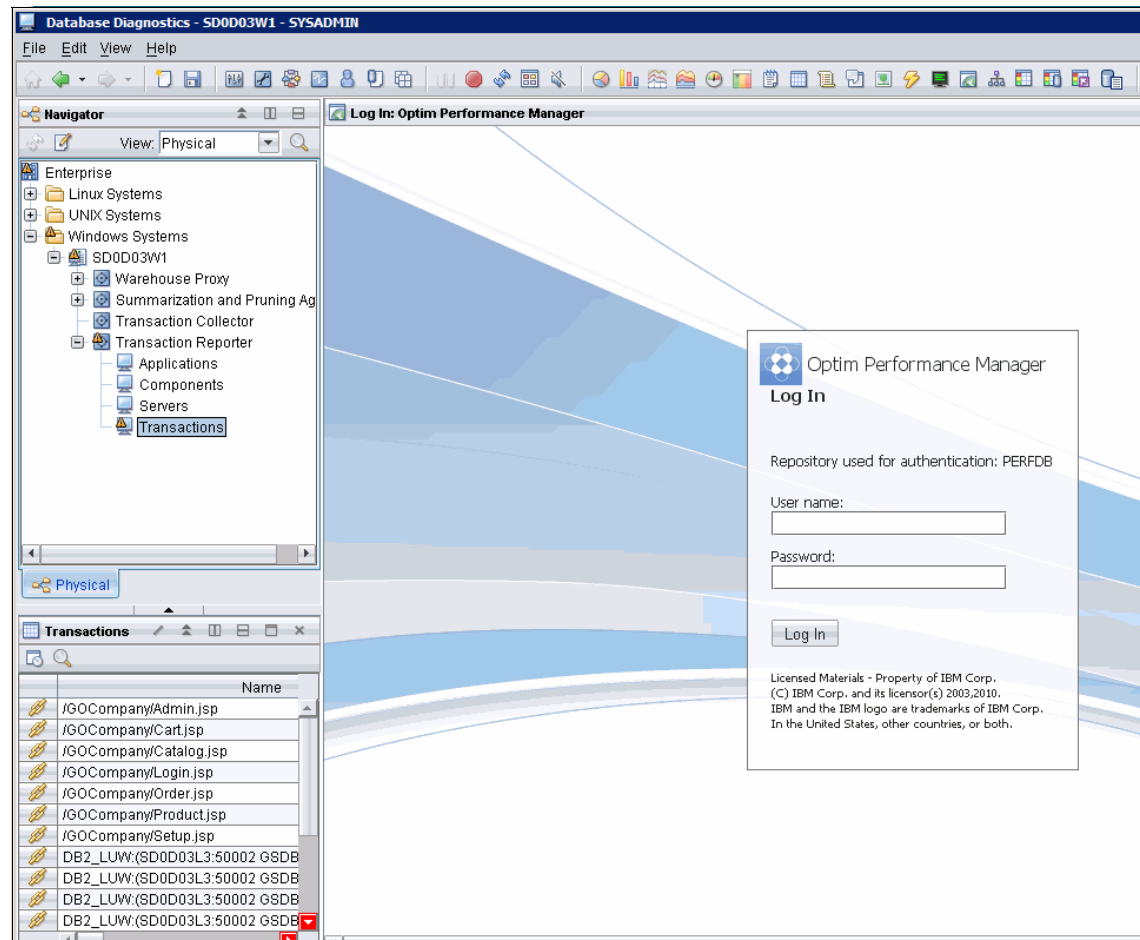 Database Diagnostics - SD0D03W1 - SYSADMIN
File Edit View Help
Navigator
View: Physical
Enterprise
Linux Systems
UNIX Systems
Windows Systems
SD0D03W1
Warehouse Proxy
Summarization and Pruning Ag
Transaction Collector
Transaction Reporter
Applications
Components
Servers
Transactions
Physical
Transactions
Name
/GOCompany/Admin.jsp
/GOCompany/Cart.jsp
/GOCompany/Catalog.jsp
/GOCompany/Login.jsp
/GOCompany/Order.jsp
/GOCompany/Product.jsp
/GOCompany/Setup.jsp
DB2_LUW:(SD0D03L3:50002 GSDB
DB2_LUW:(SD0D03L3:50002 GSDB
DB2_LUW:(SD0D03L3:50002 GSDB
DB2_LUW:(SD0D03L3:50002 GSDB
Log In: Optim Performance Manager
Optim Performance Manager
Log In
Repository used for authentication: PERFDB
User name:
Password:
Log In
Licensed Materials - Property of IBM Corp.
(C) IBM Corp. and its licensor(s) 2003,2010.
IBM and the IBM logo are trademarks of IBM Corp.
In the United States, other countries, or both.